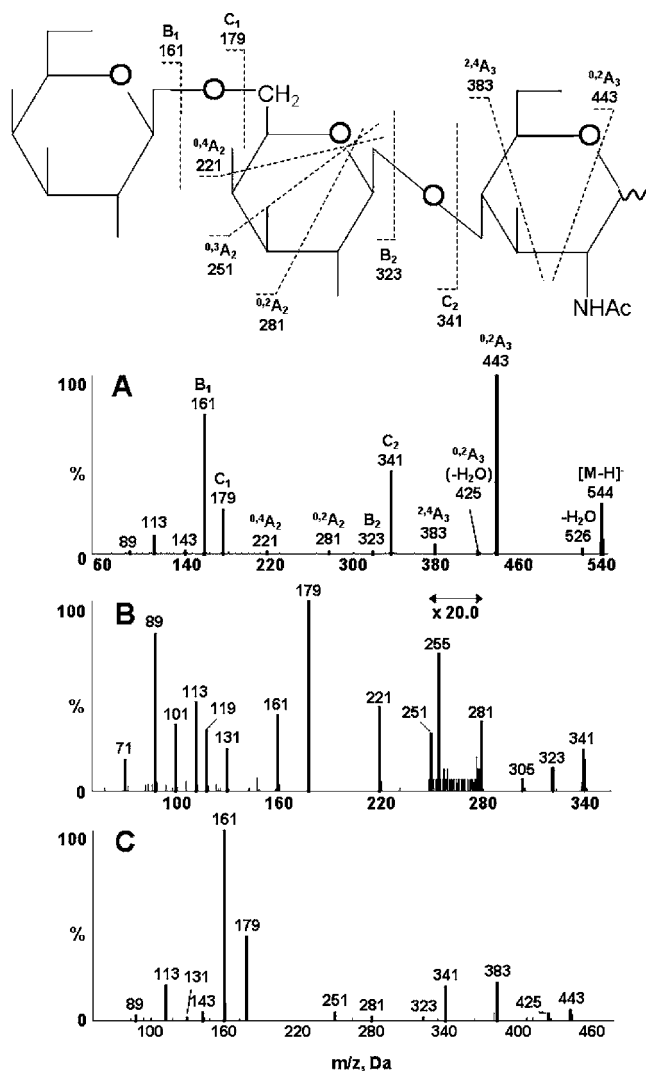 B1
161
C1
179
O
O
CH2
2,4A3
383
0,2A3
443
O
O
O
0,4A2
221
0,3A2
251
0,2A2
281
B2
323
C2
341
NHAc
A
100
%
0
89
113
143
B1
161
C1
179
0,4A2
221
0,2A2
281
B2
323
C2
341
2,4A3
383
0,2A3
(-H2O)
425
0,2A3
443
-H2O
526
[M-H]-
544
60 140 220 300 380 460 540
B
100
%
0
71
89
101
113
119
131
161
179
221
251
255
281
305
323
341
x 20.0
100 160 220 280 340
C
100
%
0
89
113
131
143
161
179
251
281
323
341
383
425
443
100 160 220 280 340 400 460
m/z, Da